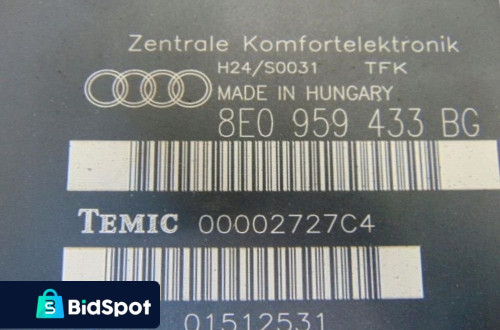 Zentrale Komfortelektronik
H24/S0031 TFK
MADE IN HUNGARY
8E0 959 433 BG
TEMIC 00002727C4
01512531
BidSpot